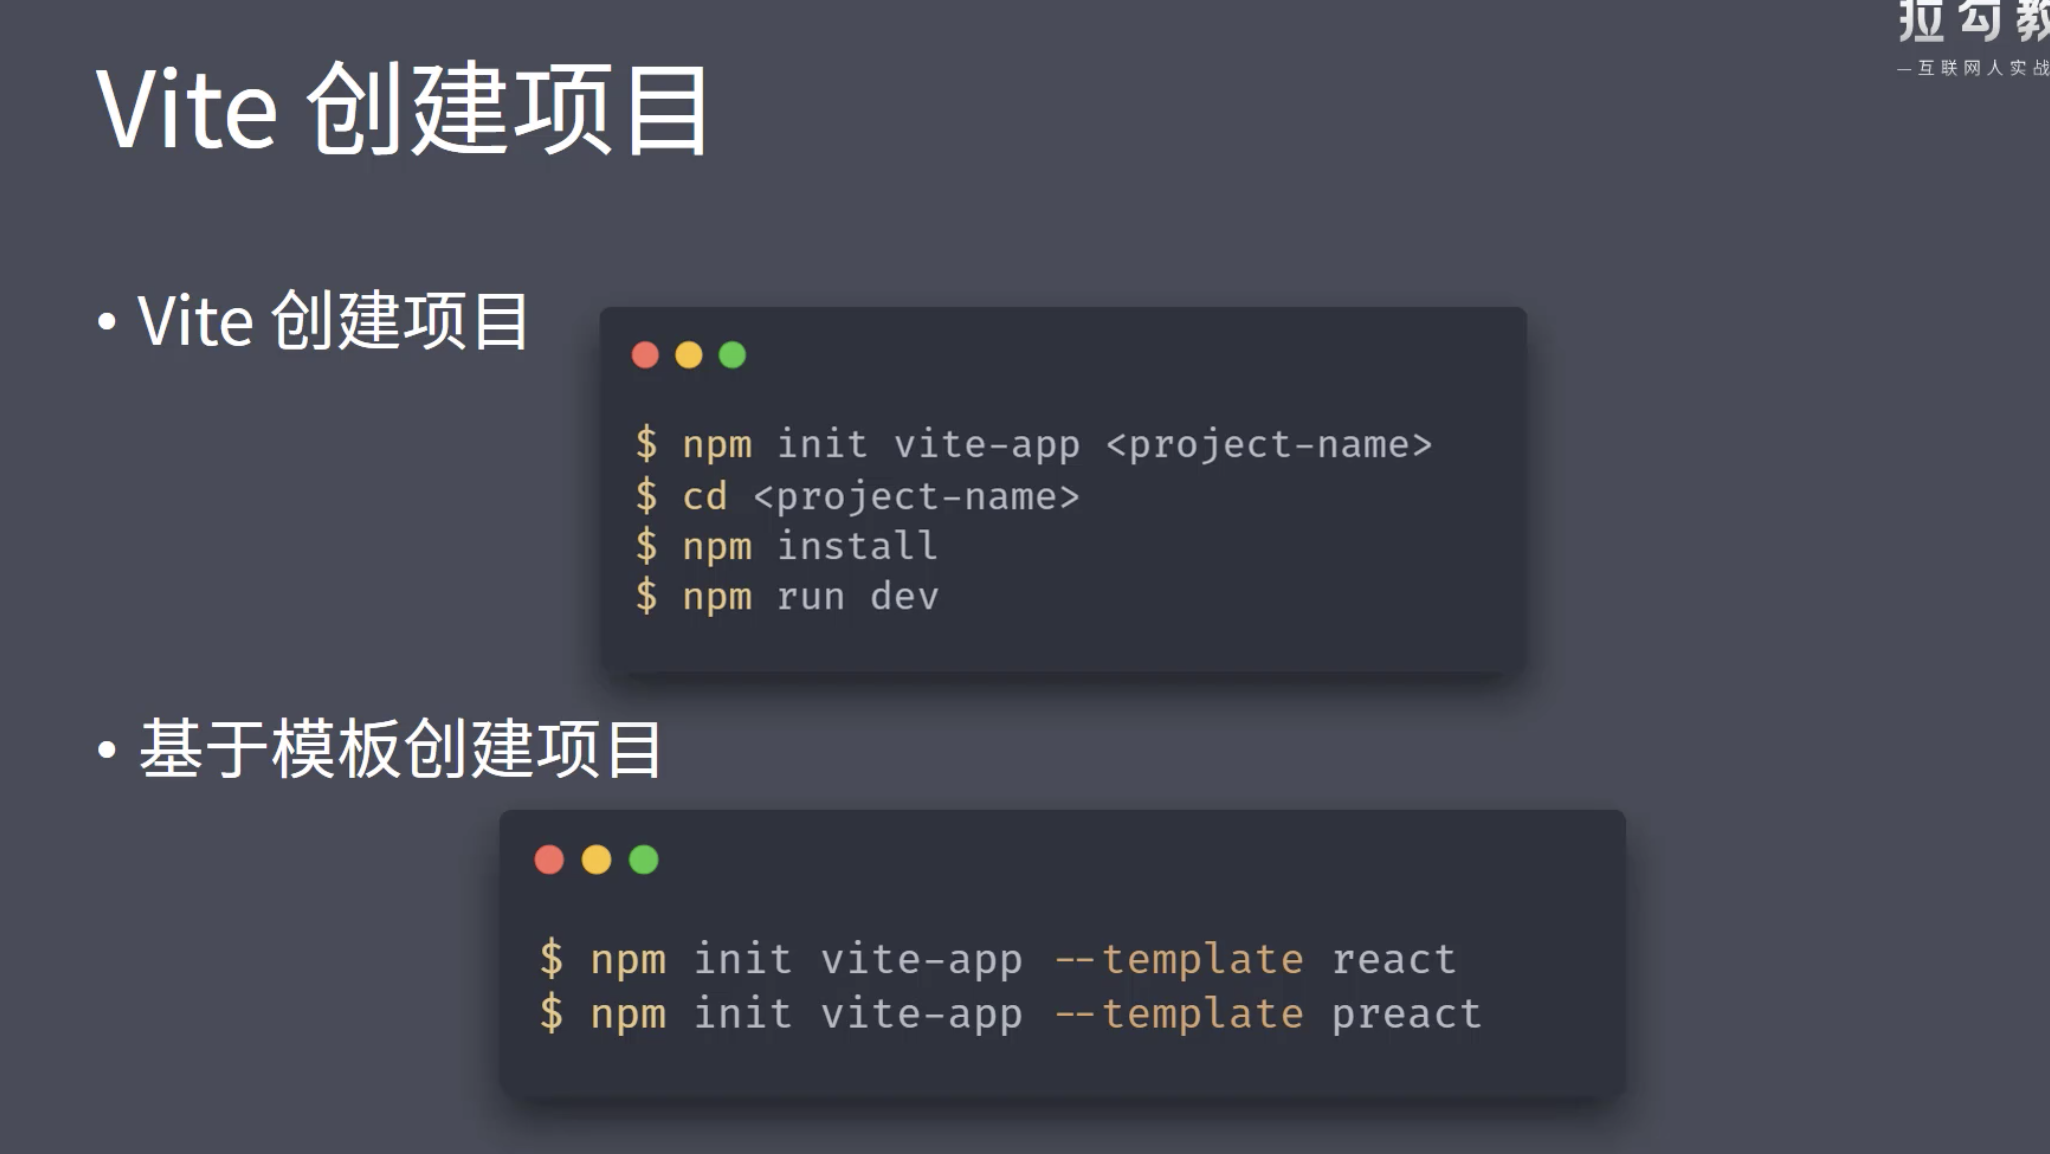 拉勾教
—互联网人实战
Vite 创建项目
• Vite 创建项目
$ npm init vite-app <project-name>
$ cd <project-name>
$ npm install
$ npm run dev
• 基于模板创建项目
$ npm init vite-app --template react
$ npm init vite-app --template preact